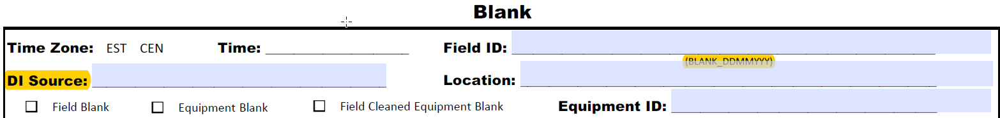 Blank
Time Zone: EST CEN Time: Field ID:
(BLANK_DDMMYYY)
DI Source: Location:
Field Blank Equipment Blank Field Cleaned Equipment Blank Equipment ID: